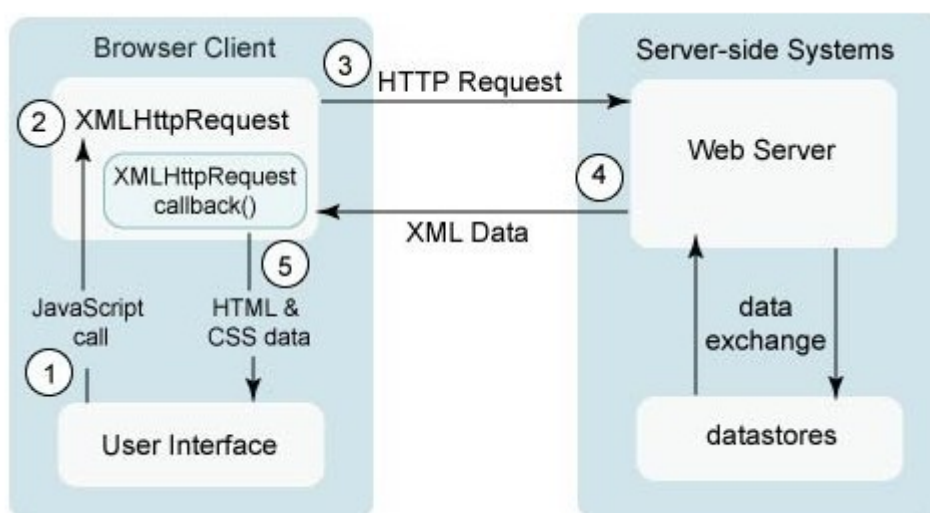 Browser Client
Server-side Systems
3
HTTP Request
2
XMLHttpRequest
XMLHttpRequest
callback()
Web Server
4
XML Data
5
JavaScript
call
HTML &
CSS data
data
exchange
1
User Interface
datastores